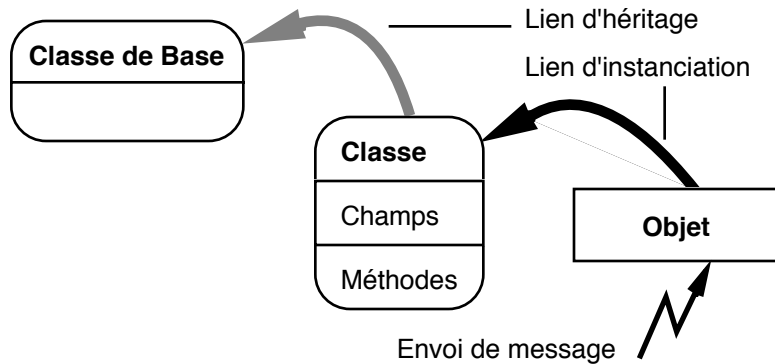 Lien d'héritage
Classe de Base
Lien d'instanciation
Classe
Champs
Objet
Méthodes
Envoi de message